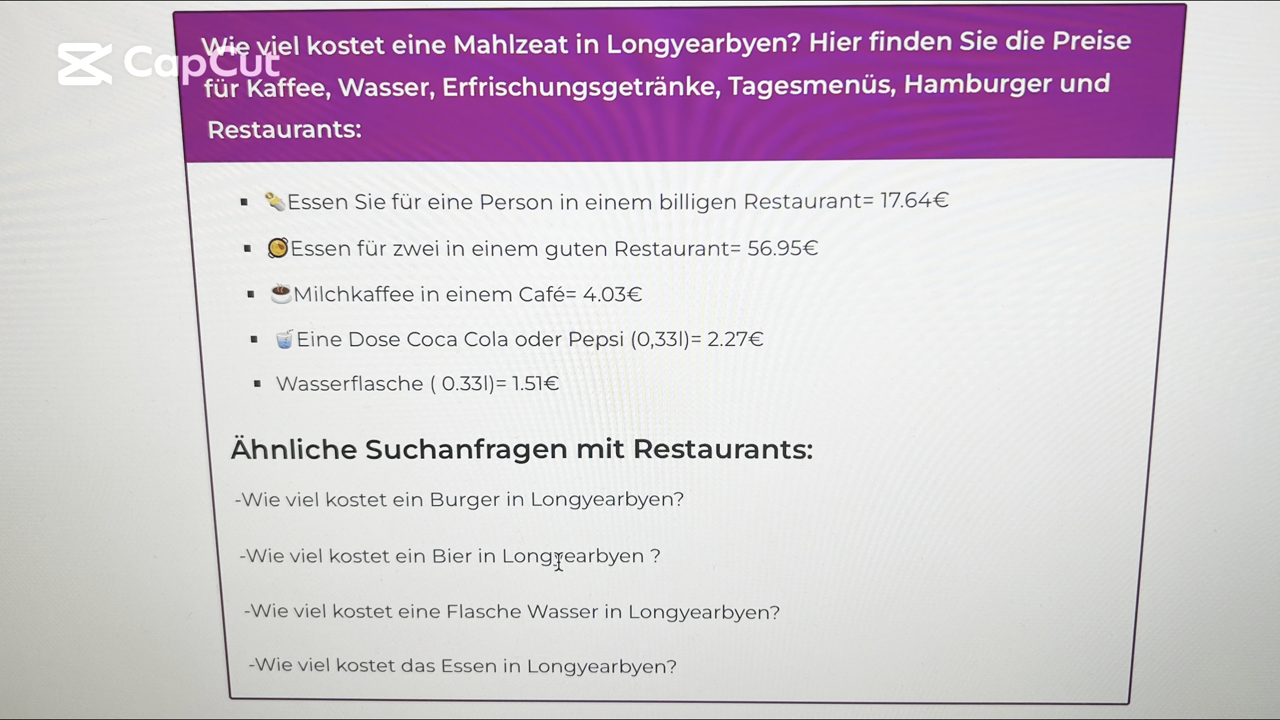 CapCut
Wie viel kostet eine Mahlzeat in Longyearbyen? Hier finden Sie die Preise
für Kaffee, Wasser, Erfrischungsgetränke, Tagesmenüs, Hamburger und
Restaurants:
Essen Sie für eine Person in einem billigen Restaurant= 17.64€
Essen für zwei in einem guten Restaurant= 56.95€
Milchkaffee in einem Café= 4.03€
Eine Dose Coca Cola oder Pepsi (0,33l)= 2.27€
Wasserflasche ( 0.33l)= 1.51€
Ähnliche Suchanfragen mit Restaurants:
-Wie viel kostet ein Burger in Longyearbyen?
-Wie viel kostet ein Bier in Longyearbyen ?
-Wie viel kostet eine Flasche Wasser in Longyearbyen?
-Wie viel kostet das Essen in Longyearbyen?